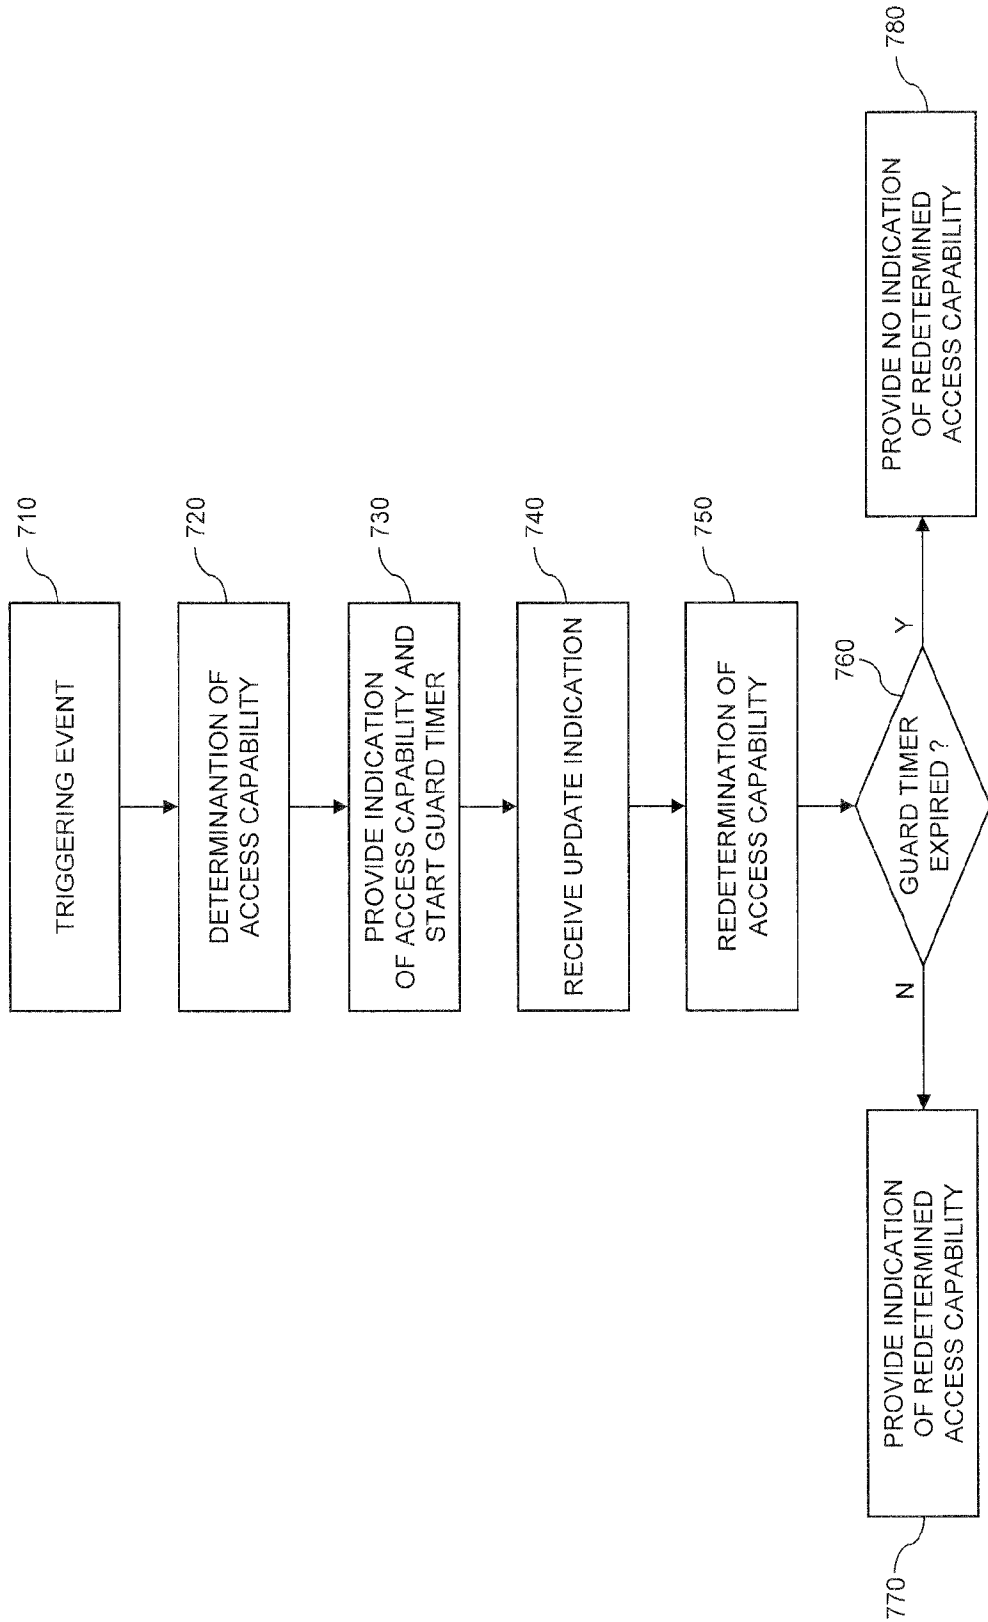 710
TRIGGERING EVENT
720
DETERMINANTION OF
ACCESS CAPABILITY
730
PROVIDE INDICATION
OF ACCESS CAPABILITY AND
START GUARD TIMER
740
RECEIVE UPDATE INDICATION
750
REDETERMINATION OF
ACCESS CAPABILITY
760
GUARD TIMER
EXPIRED ?
N
Y
770
PROVIDE INDICATION
OF REDETERMINED
ACCESS CAPABILITY
780
PROVIDE NO INDICATION
OF REDETERMINED
ACCESS CAPABILITY